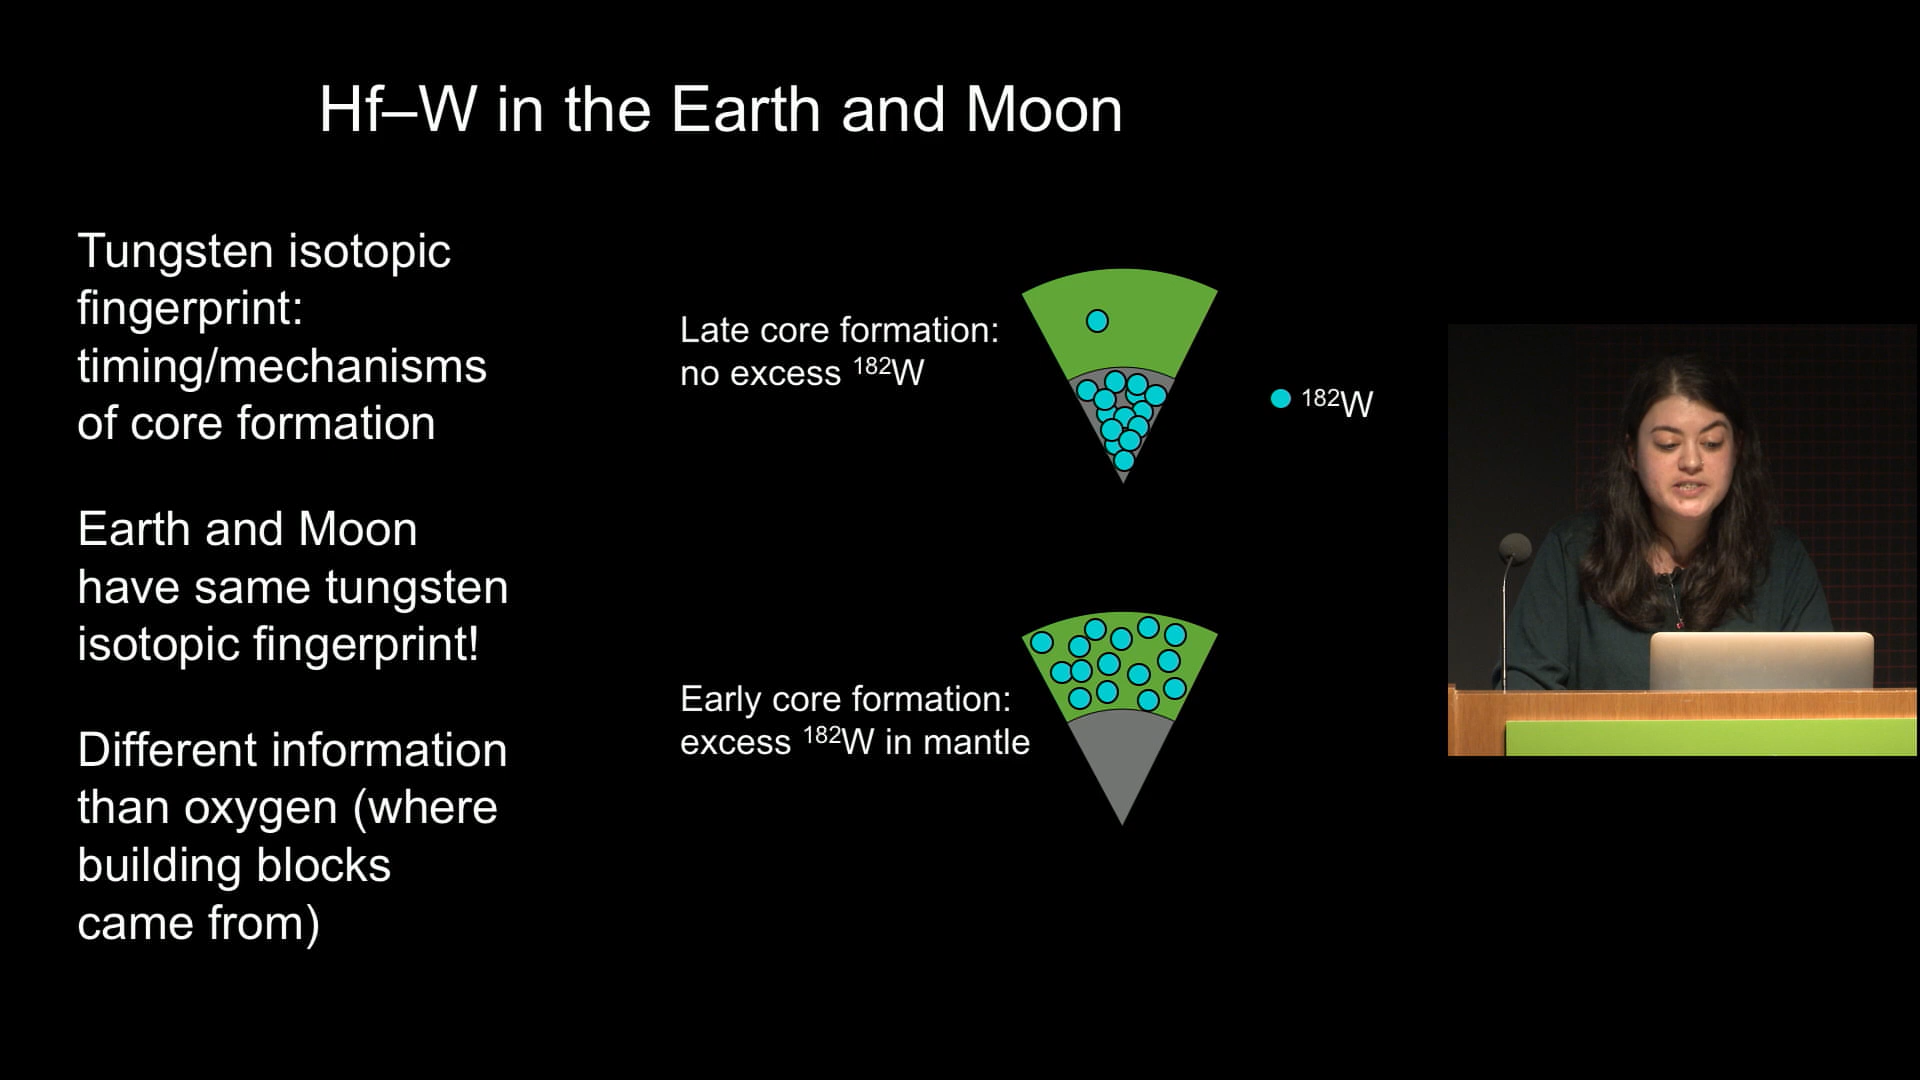 Hf–W in the Earth and Moon
Tungsten isotopic
fingerprint:
timing/mechanisms
of core formation
Earth and Moon
have same tungsten
isotopic fingerprint!
Different information
than oxygen (where
building blocks
came from)
Late core formation:
no excess ¹⁸²W
¹⁸²W
Early core formation:
excess ¹⁸²W in mantle